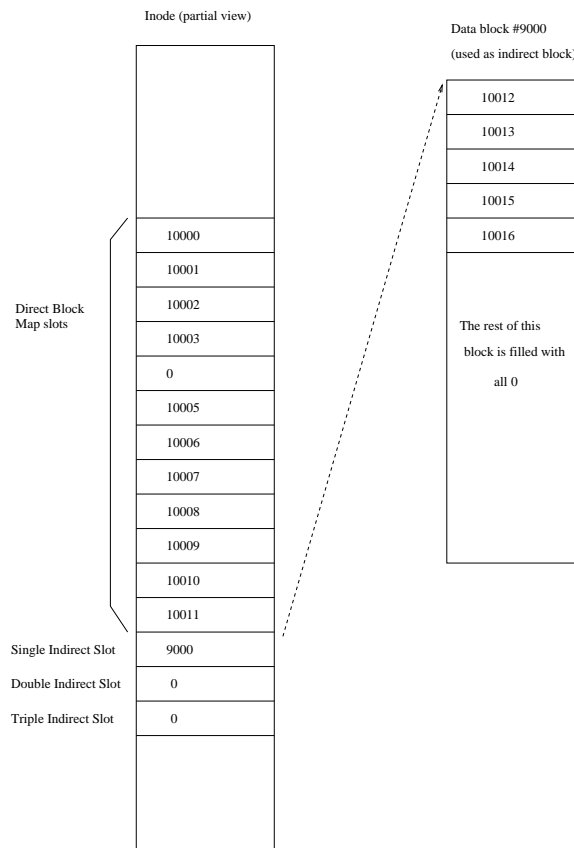 Inode (partial view)
10000
10001
10002
10003
0
10005
10006
10007
10008
10009
10010
10011
9000
0
0
Direct Block
Map slots
Single Indirect Slot
Double Indirect Slot
Triple Indirect Slot
Data block #9000
(used as indirect block)
10012
10013
10014
10015
10016
The rest of this
block is filled with
all 0